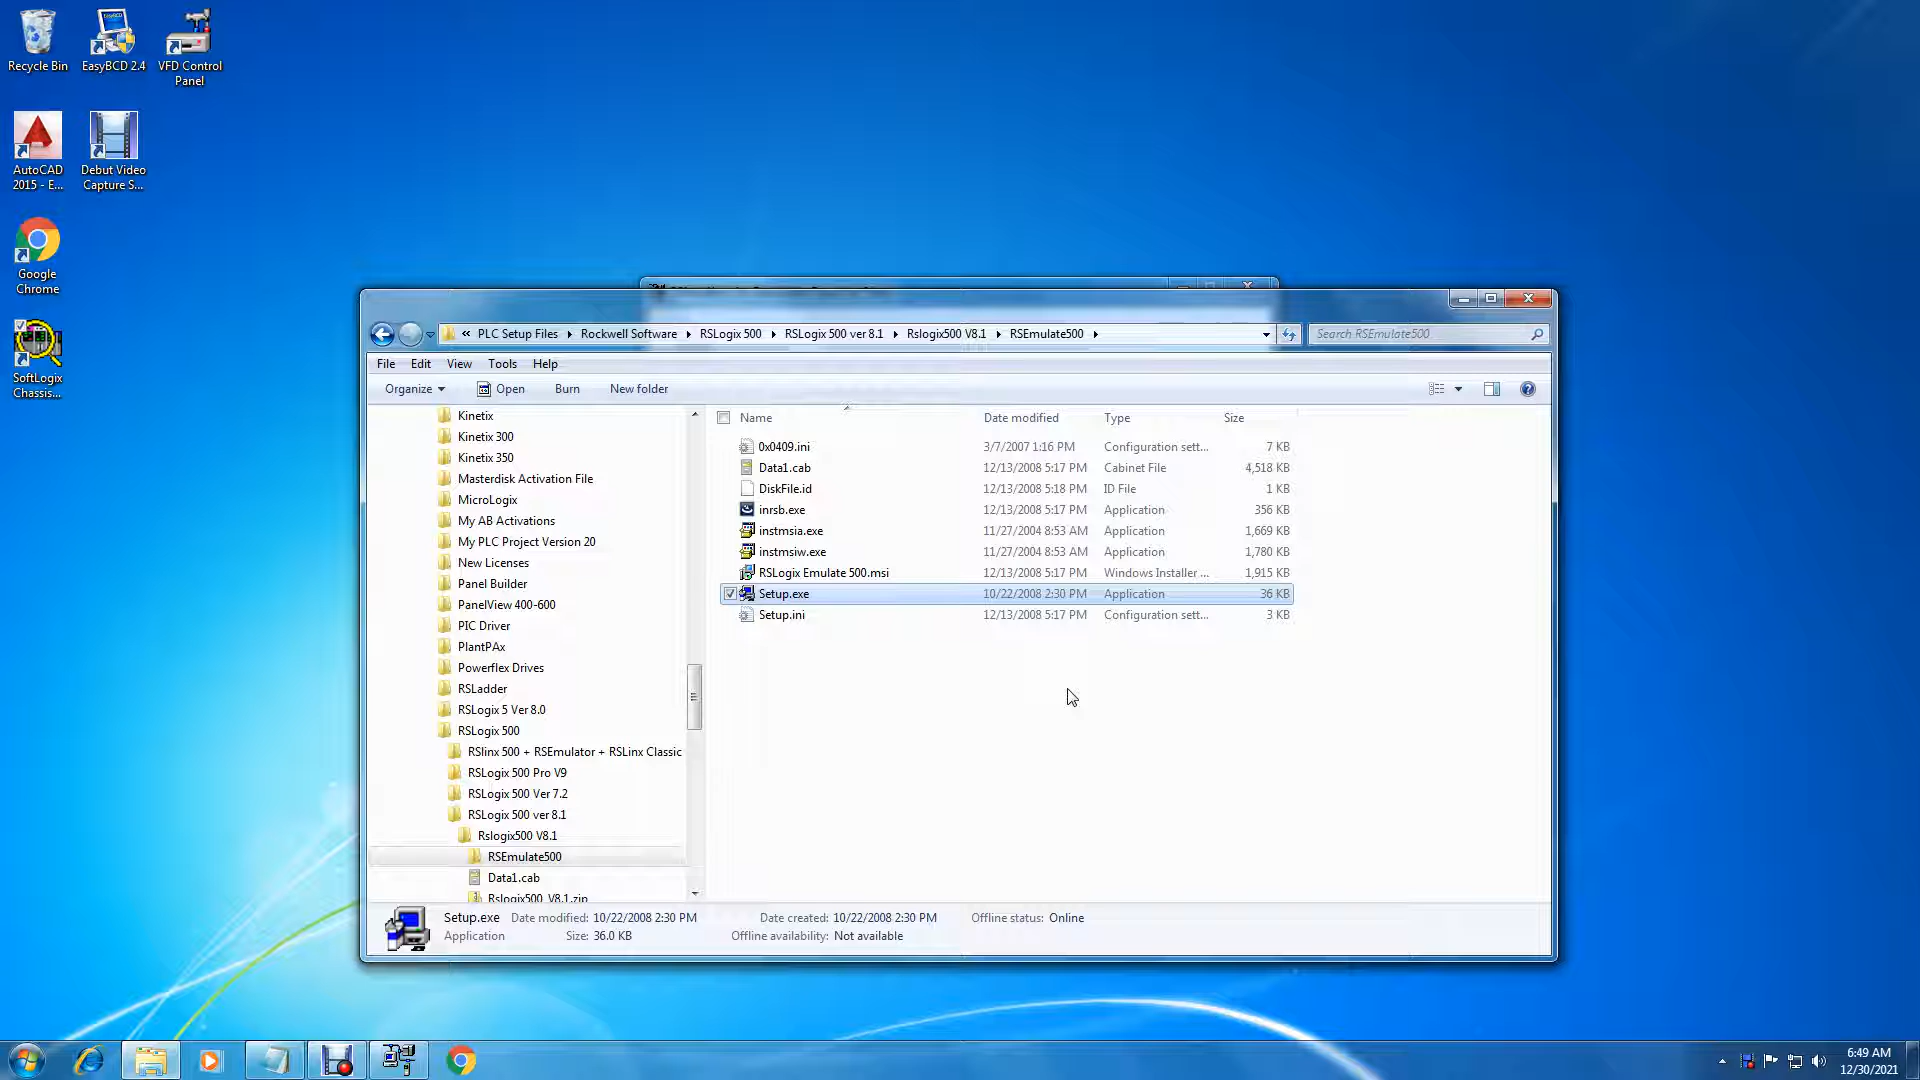 Recycle Bin
EasyBCD 2.4
VFD Control
Panel
AutoCAD
2015 - E...
Debut Video
Capture S...
Google
Chrome
SoftLogix
Chassis...
« PLC Setup Files Rockwell Software RSLogix 500 RSLogix 500 ver 8.1 Rslogix500 V8.1 RSEmulate500
Search RSEmulate500
File Edit View Tools Help
Organize Open Burn New folder
Kinetix
Kinetix 300
Kinetix 350
Masterdisk Activation File
MicroLogix
My AB Activations
My PLC Project Version 20
New Licenses
Panel Builder
PanelView 400-600
PIC Driver
PlantPAx
Powerflex Drives
RSLadder
RSLogix 5 Ver 8.0
RSLogix 500
RSlinx 500 + RSEmulator + RSLinx Classic
RSLogix 500 Pro V9
RSLogix 500 Ver 7.2
RSLogix 500 ver 8.1
Rslogix500 V8.1
RSEmulate500
Data1.cab
Rslogix500_V8.1.zip
Name Date modified Type Size
0x0409.ini 3/7/2007 1:16 PM Configuration sett... 7 KB
Data1.cab 12/13/2008 5:17 PM Cabinet File 4,518 KB
DiskFile.id 12/13/2008 5:18 PM ID File 1 KB
inrsb.exe 12/13/2008 5:17 PM Application 356 KB
instmsia.exe 11/27/2004 8:53 AM Application 1,669 KB
instmsiw.exe 11/27/2004 8:53 AM Application 1,780 KB
RSLogix Emulate 500.msi 12/13/2008 5:17 PM Windows Installer ... 1,915 KB
Setup.exe 10/22/2008 2:30 PM Application 36 KB
Setup.ini 12/13/2008 5:17 PM Configuration sett... 3 KB
Setup.exe Date modified: 10/22/2008 2:30 PM Date created: 10/22/2008 2:30 PM Offline status: Online
Application Size: 36.0 KB Offline availability: Not available
6:49 AM
12/30/2021